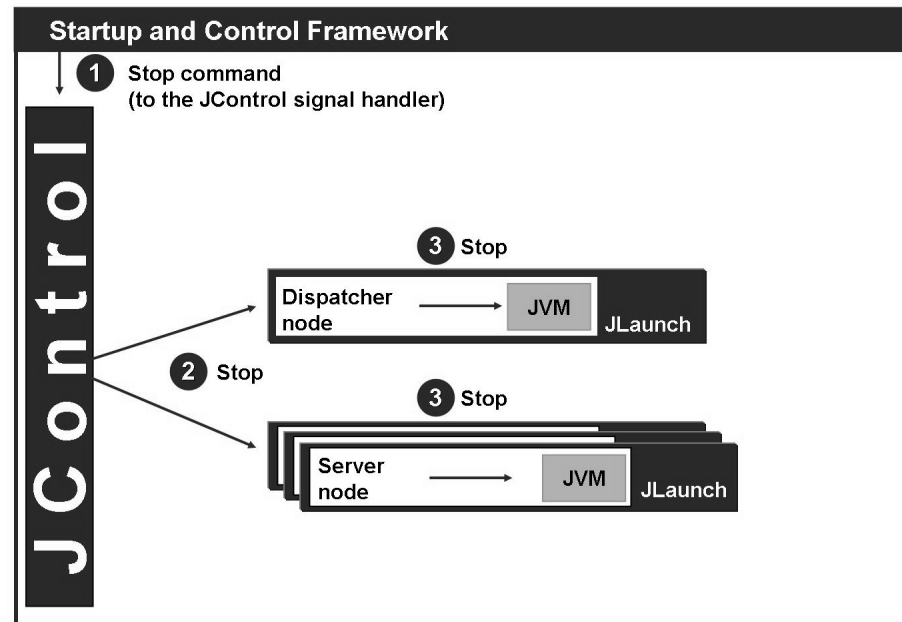 Startup and Control Framework
1 Stop command
(to the JControl signal handler)
JControl
3 Stop
Dispatcher
node
JVM
JLaunch
2 Stop
3 Stop
Server
node
JVM
JLaunch